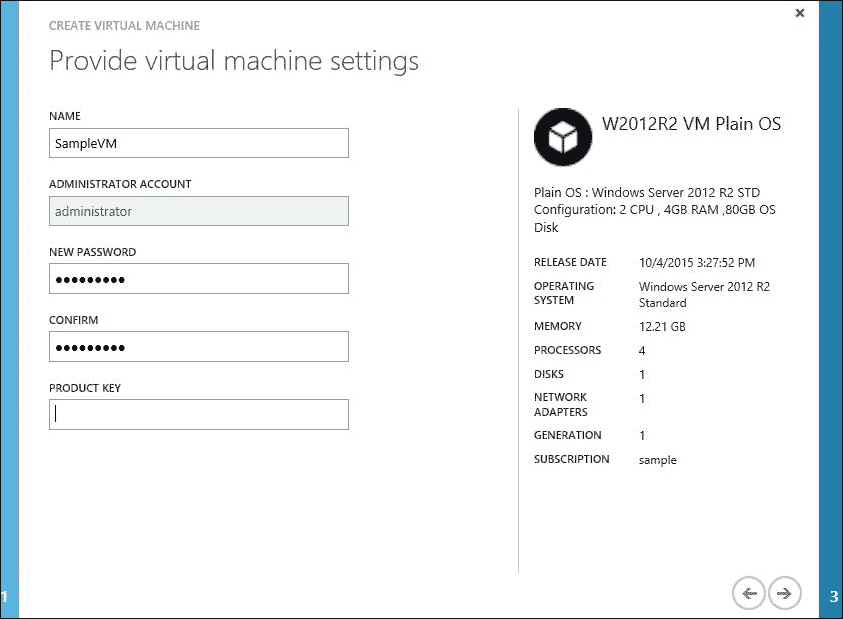 CREATE VIRTUAL MACHINE
Provide virtual machine settings
NAME
SampleVM
ADMINISTRATOR ACCOUNT
administrator
NEW PASSWORD
●●●●●●●●●
CONFIRM
●●●●●●●●●
PRODUCT KEY
W2012R2 VM Plain OS
Plain OS : Windows Server 2012 R2 STD
Configuration: 2 CPU , 4GB RAM ,80GB OS
Disk
RELEASE DATE 10/4/2015 3:27:52 PM
OPERATING SYSTEM Windows Server 2012 R2 Standard
MEMORY 12.21 GB
PROCESSORS 4
DISKS 1
NETWORK ADAPTERS 1
GENERATION 1
SUBSCRIPTION sample
1
3